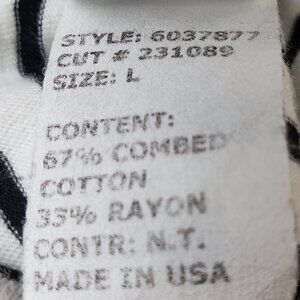 STYLE: 6037877
CUT # 231089
SIZE: L
CONTENT:
67% COMBED
COTTON
33% RAYON
CONTR: N.T.
MADE IN USA